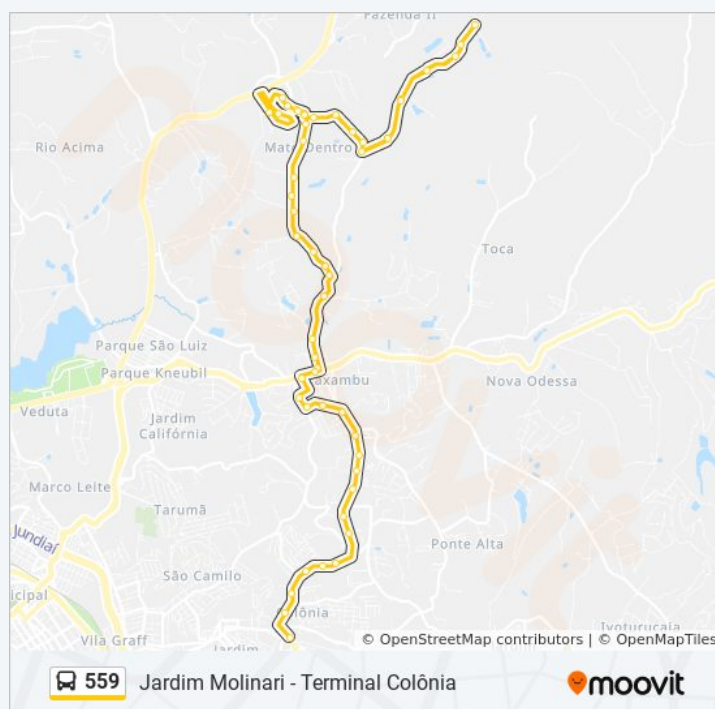 Fazenda II
Rio Acima
Mato Dentro
Toca
Parque São Luiz
Parque Kneubil
axambu
Nova Odessa
Veduta
Jardim
Califórnia
Marco Leite
Tarumã
Jundiaí
Ponte Alta
São Camilo
icipal
olônia
Ivoturucaia
Vila Graff
Jardim
© OpenStreetMap contributors | © OpenMapTiles
559 Jardim Molinari - Terminal Colônia
moovit